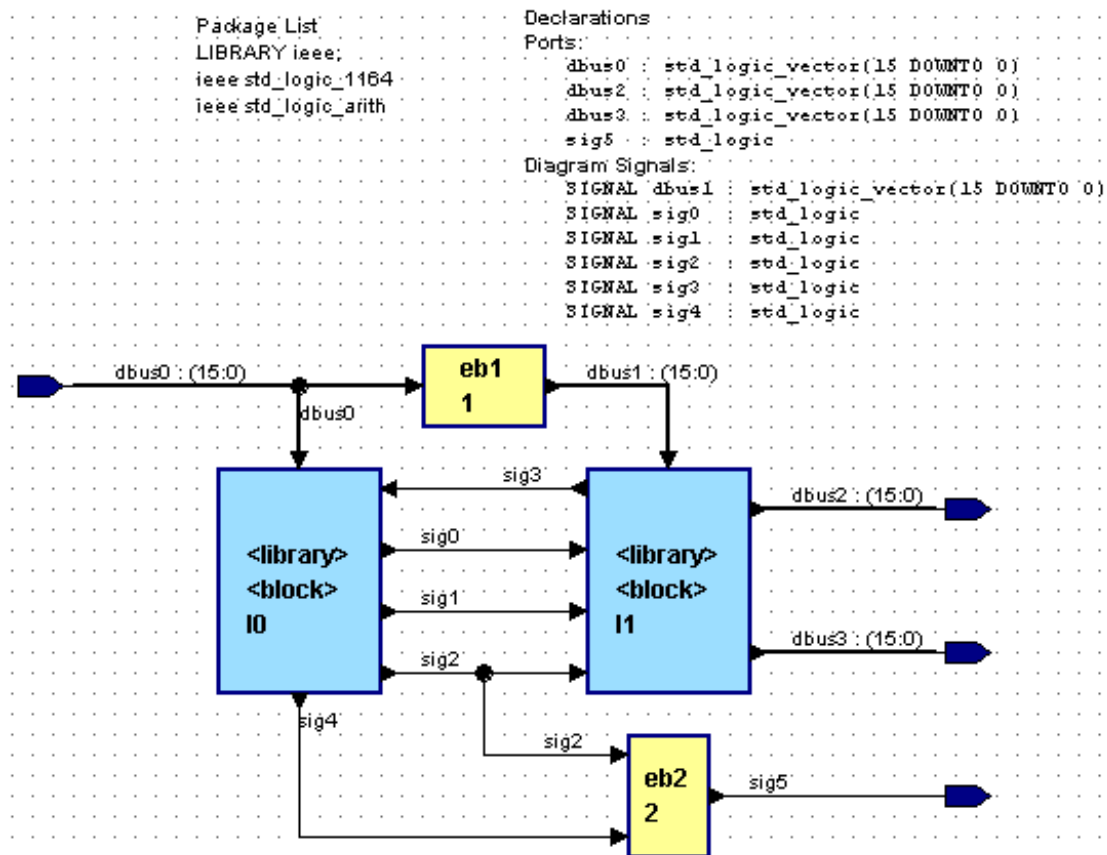 Package List
LIBRARY ieee;
ieee std_logic_1164
ieee std_logic_arith
Declarations
Ports:
dbus0 : std_logic_vector(15 DOWNTO 0)
dbus2 : std_logic_vector(15 DOWNTO 0)
dbus3 : std_logic_vector(15 DOWNTO 0)
sig5 : std_logic
Diagram Signals:
SIGNAL dbus1 : std_logic_vector(15 DOWNTO 0)
SIGNAL sig0 : std_logic
SIGNAL sig1 : std_logic
SIGNAL sig2 : std_logic
SIGNAL sig3 : std_logic
SIGNAL sig4 : std_logic
dbus0 : (15:0)
eb1
1
dbus1 : (15:0)
dbus0
sig3
dbus2 : (15:0)
sig0
<library>
<block>
I0
<library>
<block>
I1
sig1
dbus3 : (15:0)
sig2
sig4
sig2
eb2
2
sig5